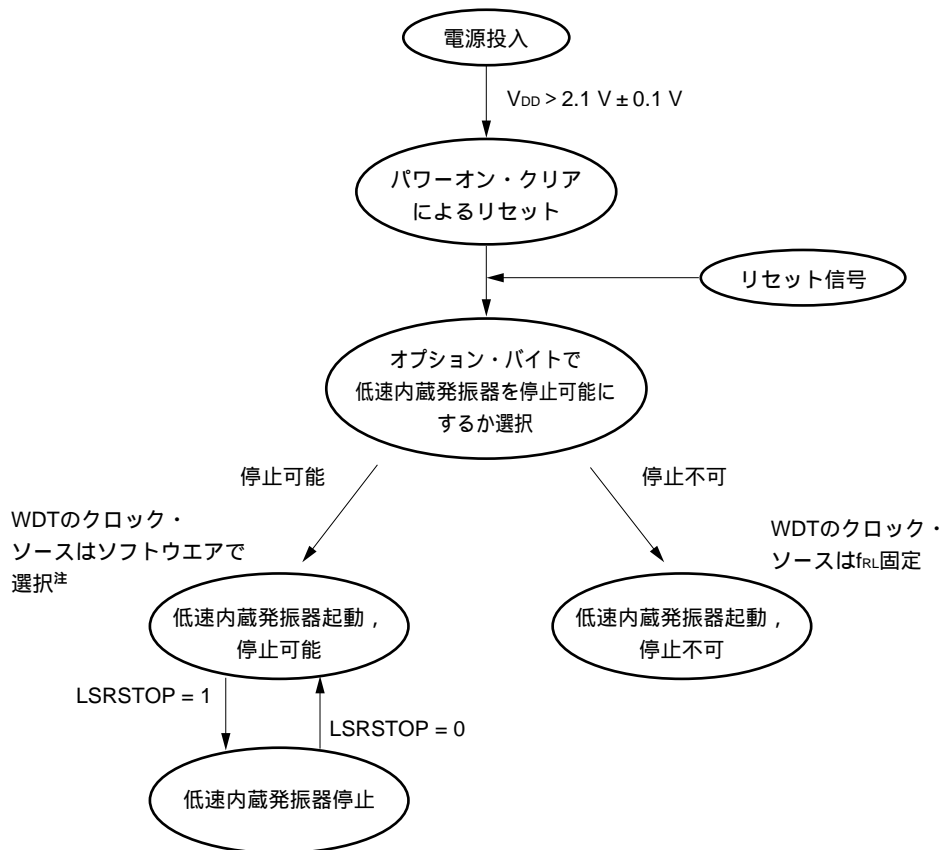 電源投入
VDD > 2.1 V ± 0.1 V
パワーオン・クリア
によるリセット
リセット信号
オプション・バイトで
低速内蔵発振器を停止可能に
するか選択
停止可能
停止不可
WDTのクロック・
ソースはソフトウエアで
選択注
WDTのクロック・
ソースはfRL固定
低速内蔵発振器起動，
停止可能
低速内蔵発振器起動，
停止不可
LSRSTOP = 1
LSRSTOP = 0
低速内蔵発振器停止